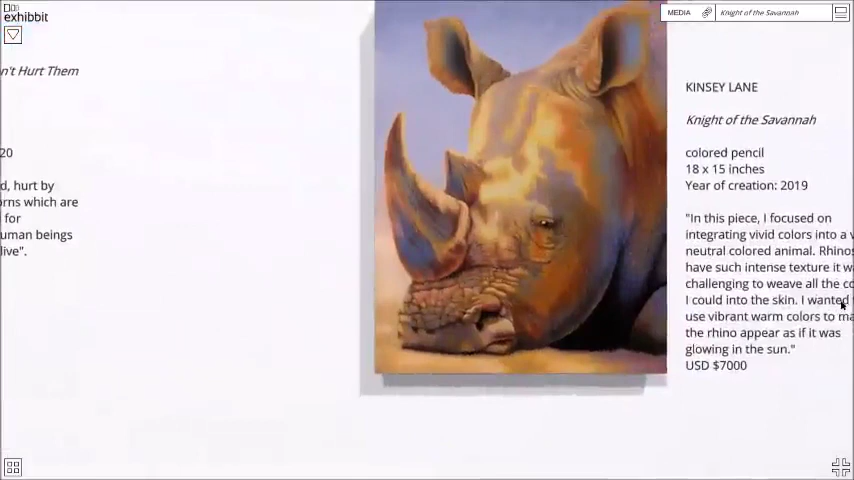 exhibbit
MEDIA
Knight of the Savannah
n't Hurt Them
20
d, hurt by
orns which are
for
uman beings
live".
KINSEY LANE
Knight of the Savannah
colored pencil
18 x 15 inches
Year of creation: 2019
"In this piece, I focused on
integrating vivid colors into a v
neutral colored animal. Rhinos
have such intense texture it wa
challenging to weave all the co
I could into the skin. I wanted
use vibrant warm colors to ma
the rhino appear as if it was
glowing in the sun."
USD $7000